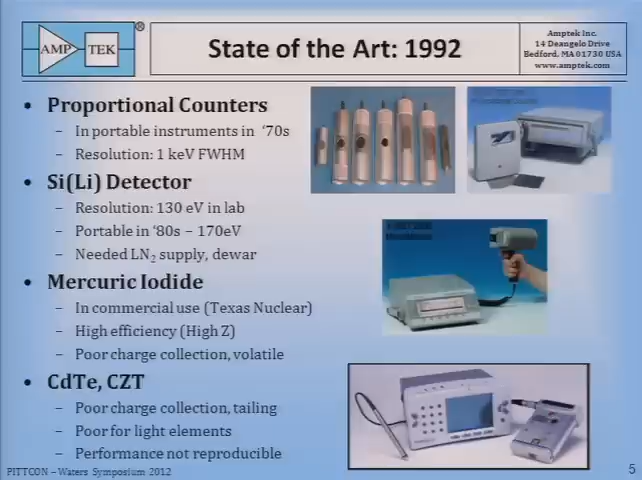 AMP TEK ®
State of the Art: 1992
Amptek Inc.
14 Deangelo Drive
Bedford, MA 01730 USA
www.amptek.com
• Proportional Counters
– In portable instruments in ‘70s
– Resolution: 1 keV FWHM
• Si(Li) Detector
– Resolution: 130 eV in lab
– Portable in ‘80s – 170eV
– Needed LN2 supply, dewar
• Mercuric Iodide
– In commercial use (Texas Nuclear)
– High efficiency (High Z)
– Poor charge collection, volatile
• CdTe, CZT
– Poor charge collection, tailing
– Poor for light elements
– Performance not reproducible
PITTCON – Waters Symposium 2012
5